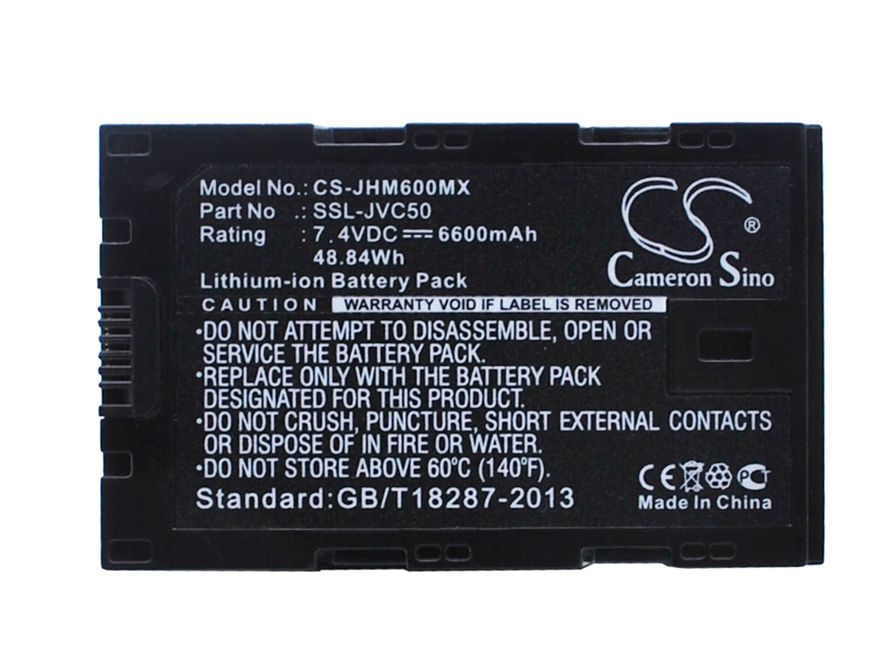 Model No.: CS-JHM600MX
Part No .: SSL-JVC50
Rating : 7.4VDC ⎓ 6600mAh
48.84Wh
Lithium-ion Battery Pack
CS ®
Cameron Sino
CAUTION WARRANTY VOID IF LABEL IS REMOVED
•DO NOT ATTEMPT TO DISASSEMBLE, OPEN OR
SERVICE THE BATTERY PACK.
•REPLACE ONLY WITH THE BATTERY PACK
DESIGNATED FOR THIS PRODUCT.
•DO NOT CRUSH, PUNCTURE, SHORT EXTERNAL CONTACTS
OR DISPOSE OF IN FIRE OR WATER.
•DO NOT STORE ABOVE 60°C (140°F).
Standard:GB/T18287-2013
CE PCT
Made In China